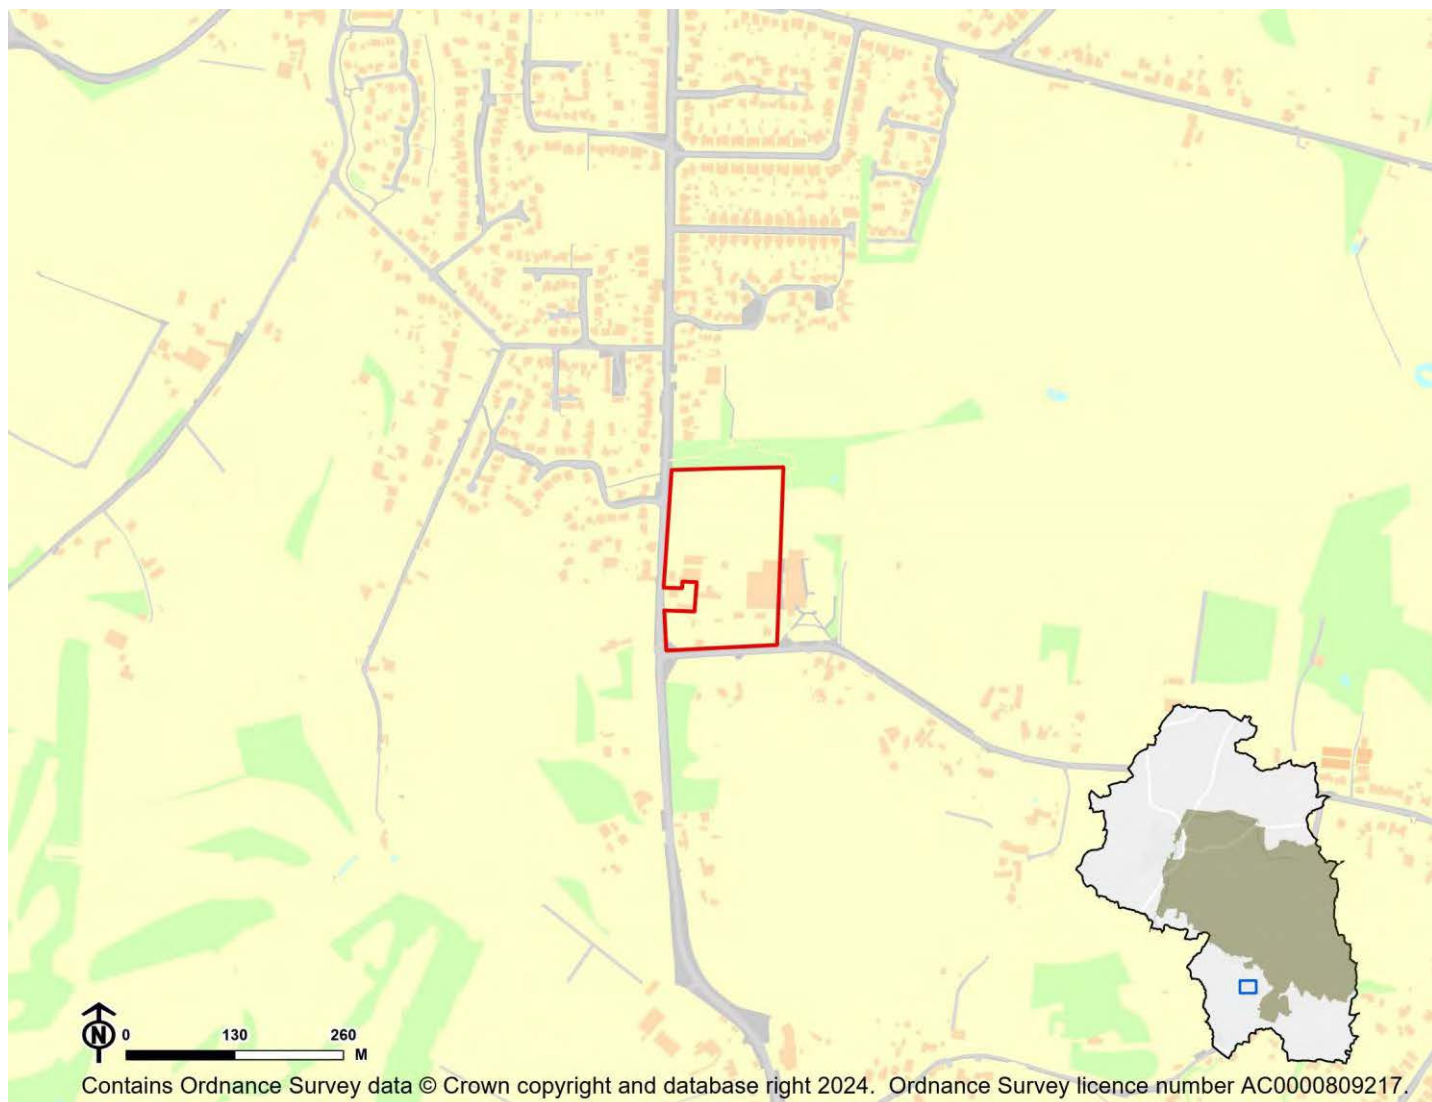 N
0 130 260
M
Contains Ordnance Survey data © Crown copyright and database right 2024. Ordnance Survey licence number AC0000809217.